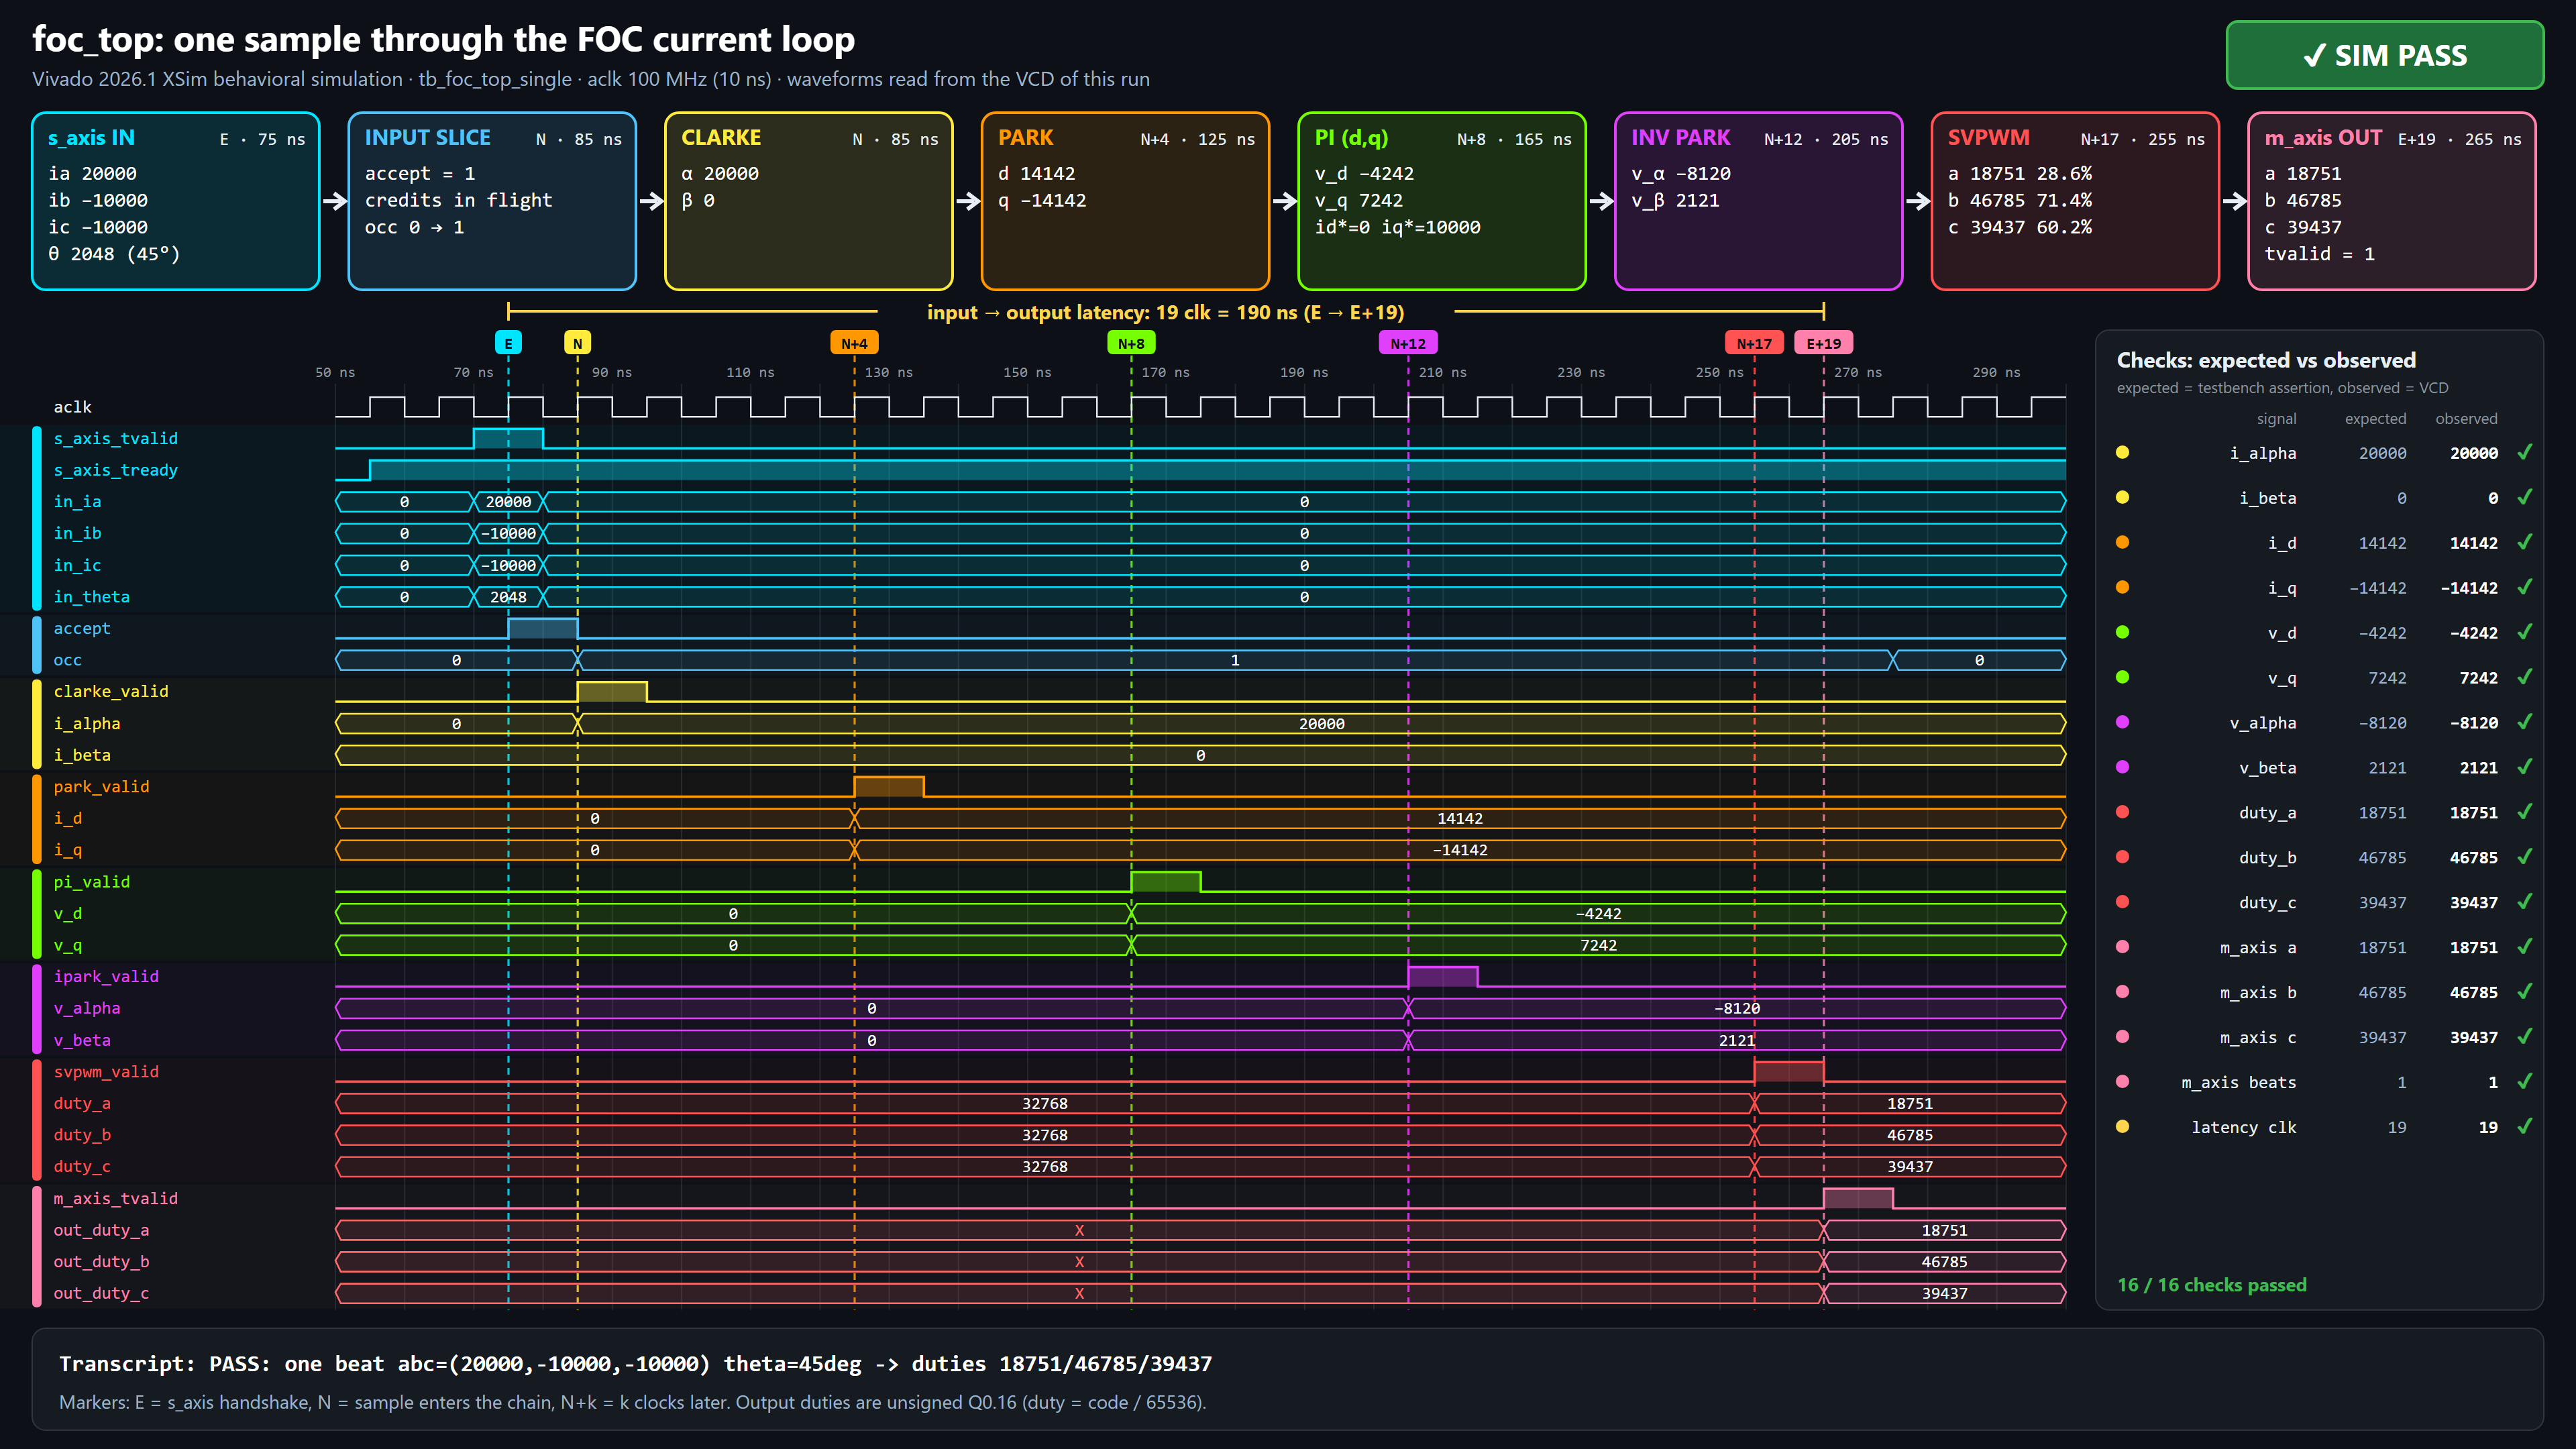 foc_top: one sample through the FOC current loop
Vivado 2026.1 XSim behavioral simulation · tb_foc_top_single · aclk 100 MHz (10 ns) · waveforms read from the VCD of this run
✓ SIM PASS
s_axis IN E · 75 ns
ia 20000
ib −10000
ic −10000
θ 2048 (45°)
INPUT SLICE N · 85 ns
accept = 1
credits in flight
occ 0 → 1
CLARKE N · 85 ns
α 20000
β 0
PARK N+4 · 125 ns
d 14142
q −14142
PI (d,q) N+8 · 165 ns
v_d −4242
v_q 7242
id*=0 iq*=10000
INV PARK N+12 · 205 ns
v_α −8120
v_β 2121
SVPWM N+17 · 255 ns
a 18751 28.6%
b 46785 71.4%
c 39437 60.2%
m_axis OUT E+19 · 265 ns
a 18751
b 46785
c 39437
tvalid = 1
input → output latency: 19 clk = 190 ns (E → E+19)
E N N+4 N+8 N+12 N+17 E+19
50 ns 70 ns 90 ns 110 ns 130 ns 150 ns 170 ns 190 ns 210 ns 230 ns 250 ns 270 ns 290 ns
aclk
s_axis_tvalid
s_axis_tready
in_ia 0 20000 0
in_ib 0 −10000 0
in_ic 0 −10000 0
in_theta 0 2048 0
accept
occ 0 1 0
clarke_valid
i_alpha 0 20000
i_beta 0
park_valid
i_d 0 14142
i_q 0 −14142
pi_valid
v_d 0 −4242
v_q 0 7242
ipark_valid
v_alpha 0 −8120
v_beta 0 2121
svpwm_valid
duty_a 32768 18751
duty_b 32768 46785
duty_c 32768 39437
m_axis_tvalid
out_duty_a X 18751
out_duty_b X 46785
out_duty_c X 39437
Checks: expected vs observed
expected = testbench assertion, observed = VCD
signal expected observed
i_alpha 20000 20000 ✓
i_beta 0 0 ✓
i_d 14142 14142 ✓
i_q −14142 −14142 ✓
v_d −4242 −4242 ✓
v_q 7242 7242 ✓
v_alpha −8120 −8120 ✓
v_beta 2121 2121 ✓
duty_a 18751 18751 ✓
duty_b 46785 46785 ✓
duty_c 39437 39437 ✓
m_axis a 18751 18751 ✓
m_axis b 46785 46785 ✓
m_axis c 39437 39437 ✓
m_axis beats 1 1 ✓
latency clk 19 19 ✓
16 / 16 checks passed
Transcript: PASS: one beat abc=(20000,-10000,-10000) theta=45deg -> duties 18751/46785/39437
Markers: E = s_axis handshake, N = sample enters the chain, N+k = k clocks later. Output duties are unsigned Q0.16 (duty = code / 65536).